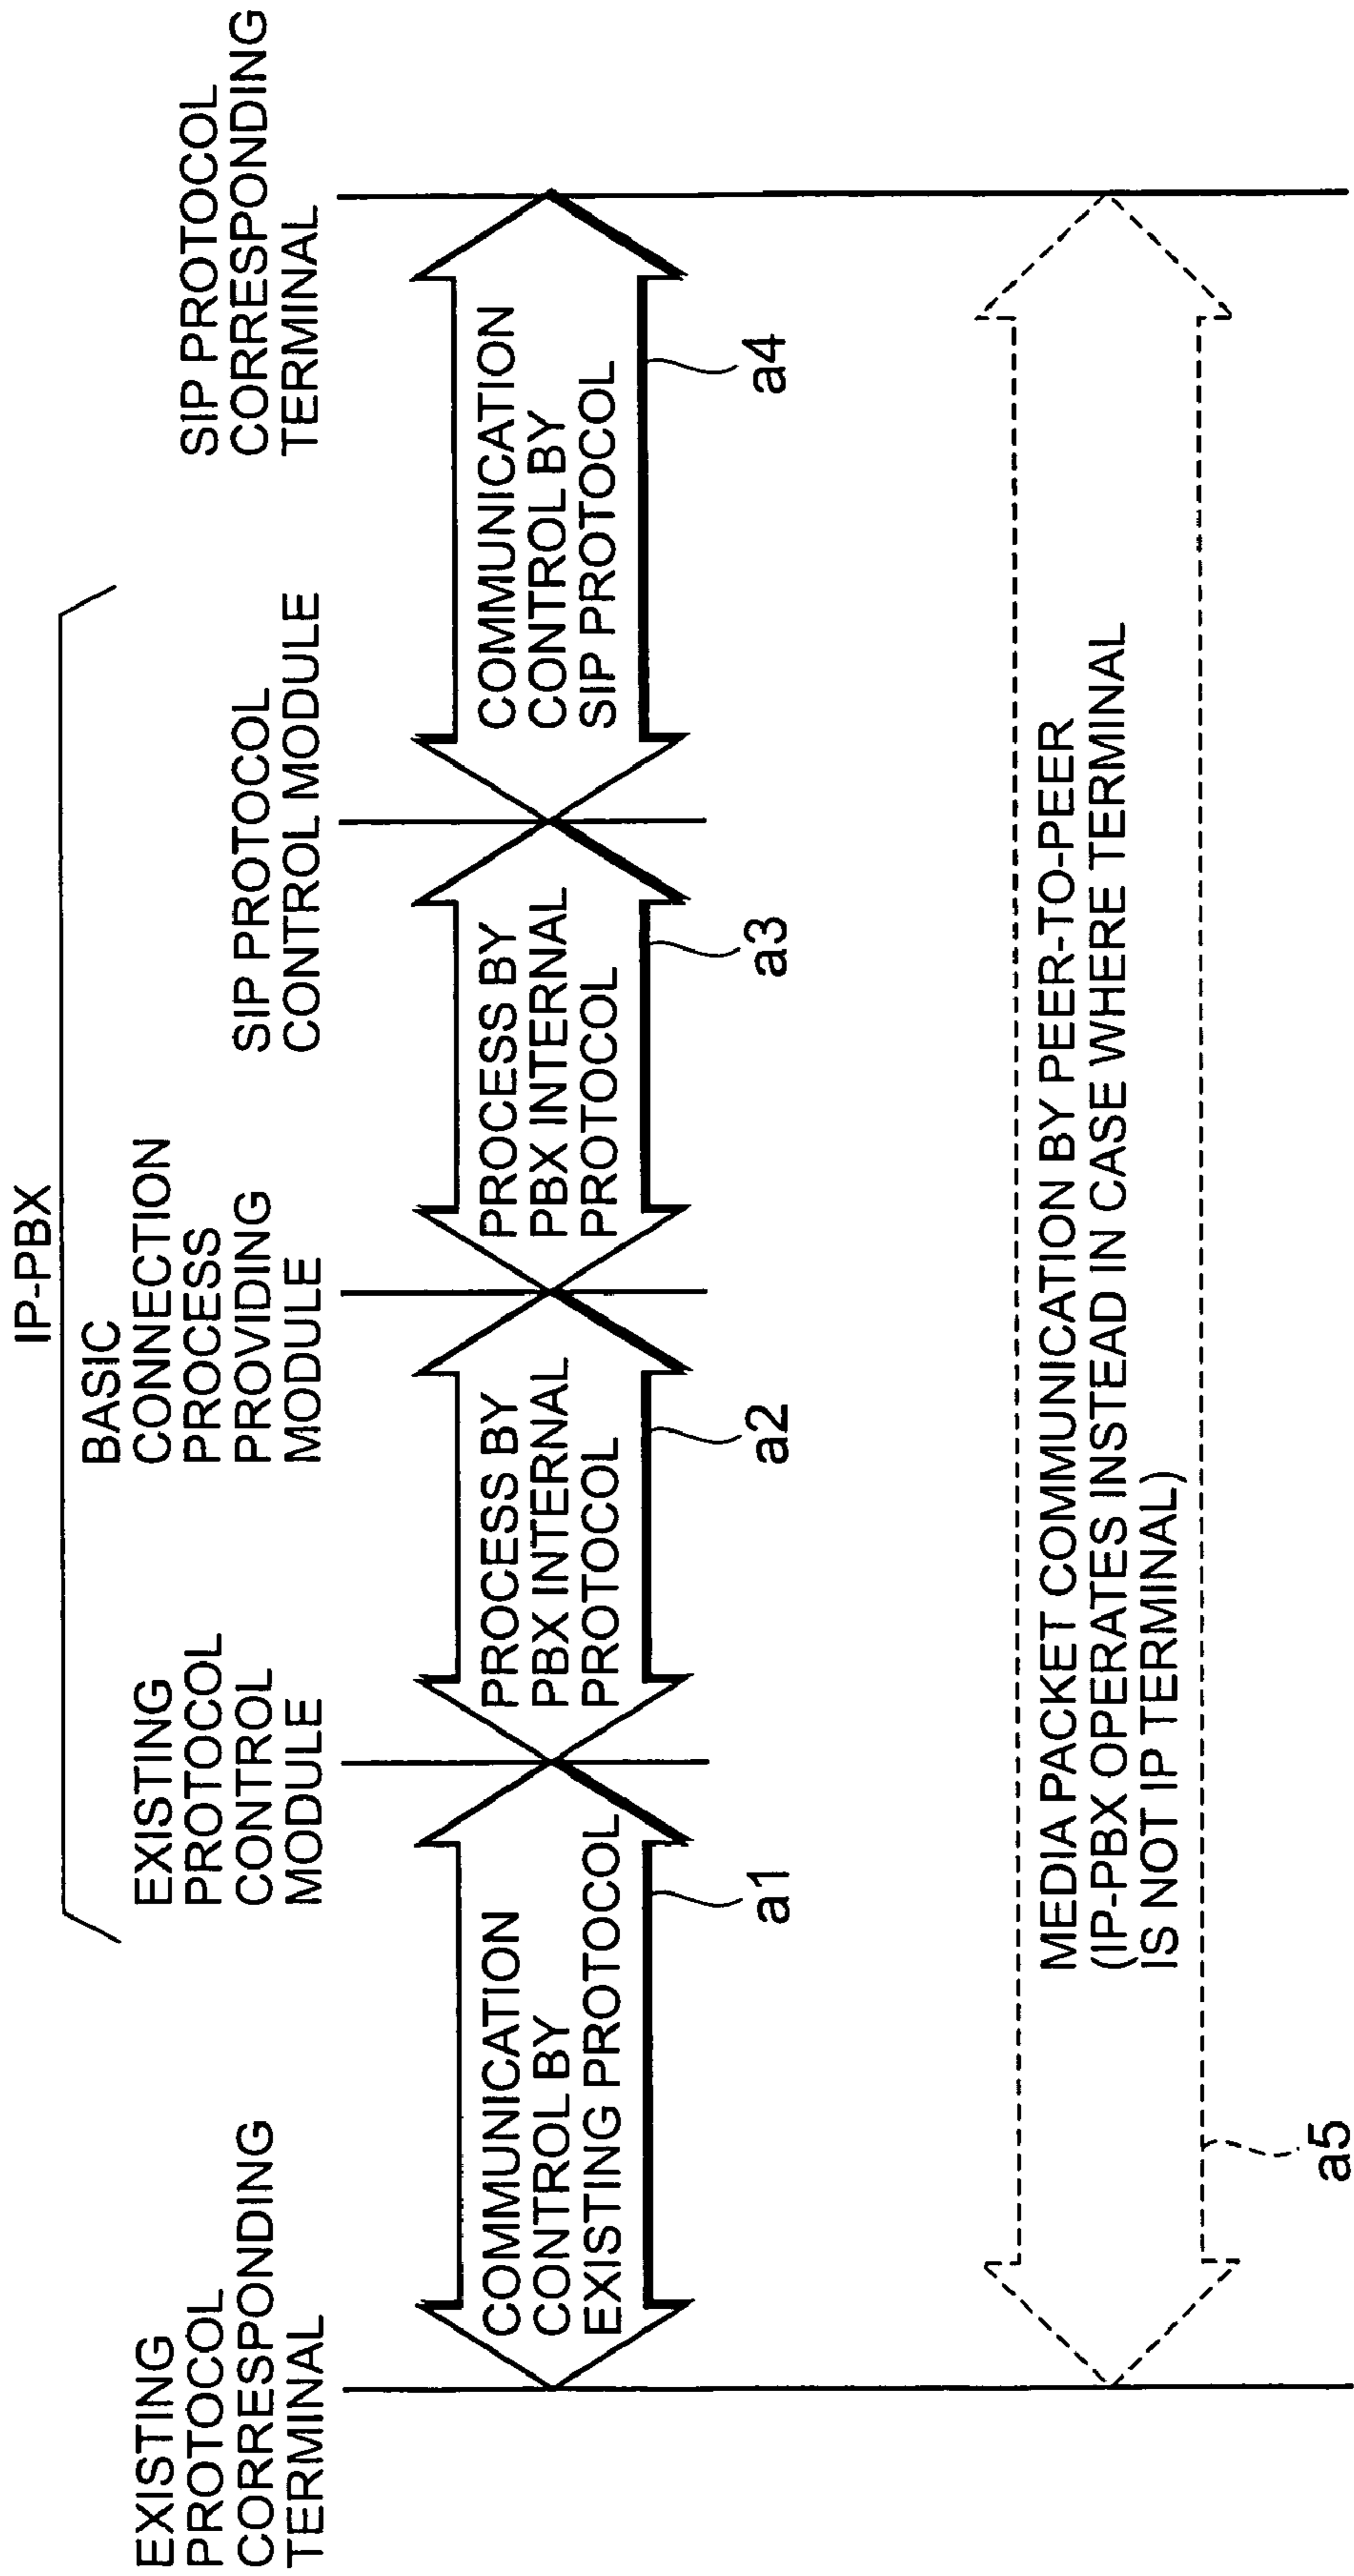 IP-PBX
EXISTING
PROTOCOL
CORRESPONDING
TERMINAL
EXISTING
PROTOCOL
CONTROL
MODULE
BASIC
CONNECTION
PROCESS
PROVIDING
MODULE
SIP PROTOCOL
CONTROL MODULE
SIP PROTOCOL
CORRESPONDING
TERMINAL
COMMUNICATION
CONTROL BY
EXISTING PROTOCOL
a1
PROCESS BY
PBX INTERNAL
PROTOCOL
a2
PROCESS BY
PBX INTERNAL
PROTOCOL
a3
COMMUNICATION
CONTROL BY
SIP PROTOCOL
a4
MEDIA PACKET COMMUNICATION BY PEER-TO-PEER
(IP-PBX OPERATES INSTEAD IN CASE WHERE TERMINAL
IS NOT IP TERMINAL)
a5